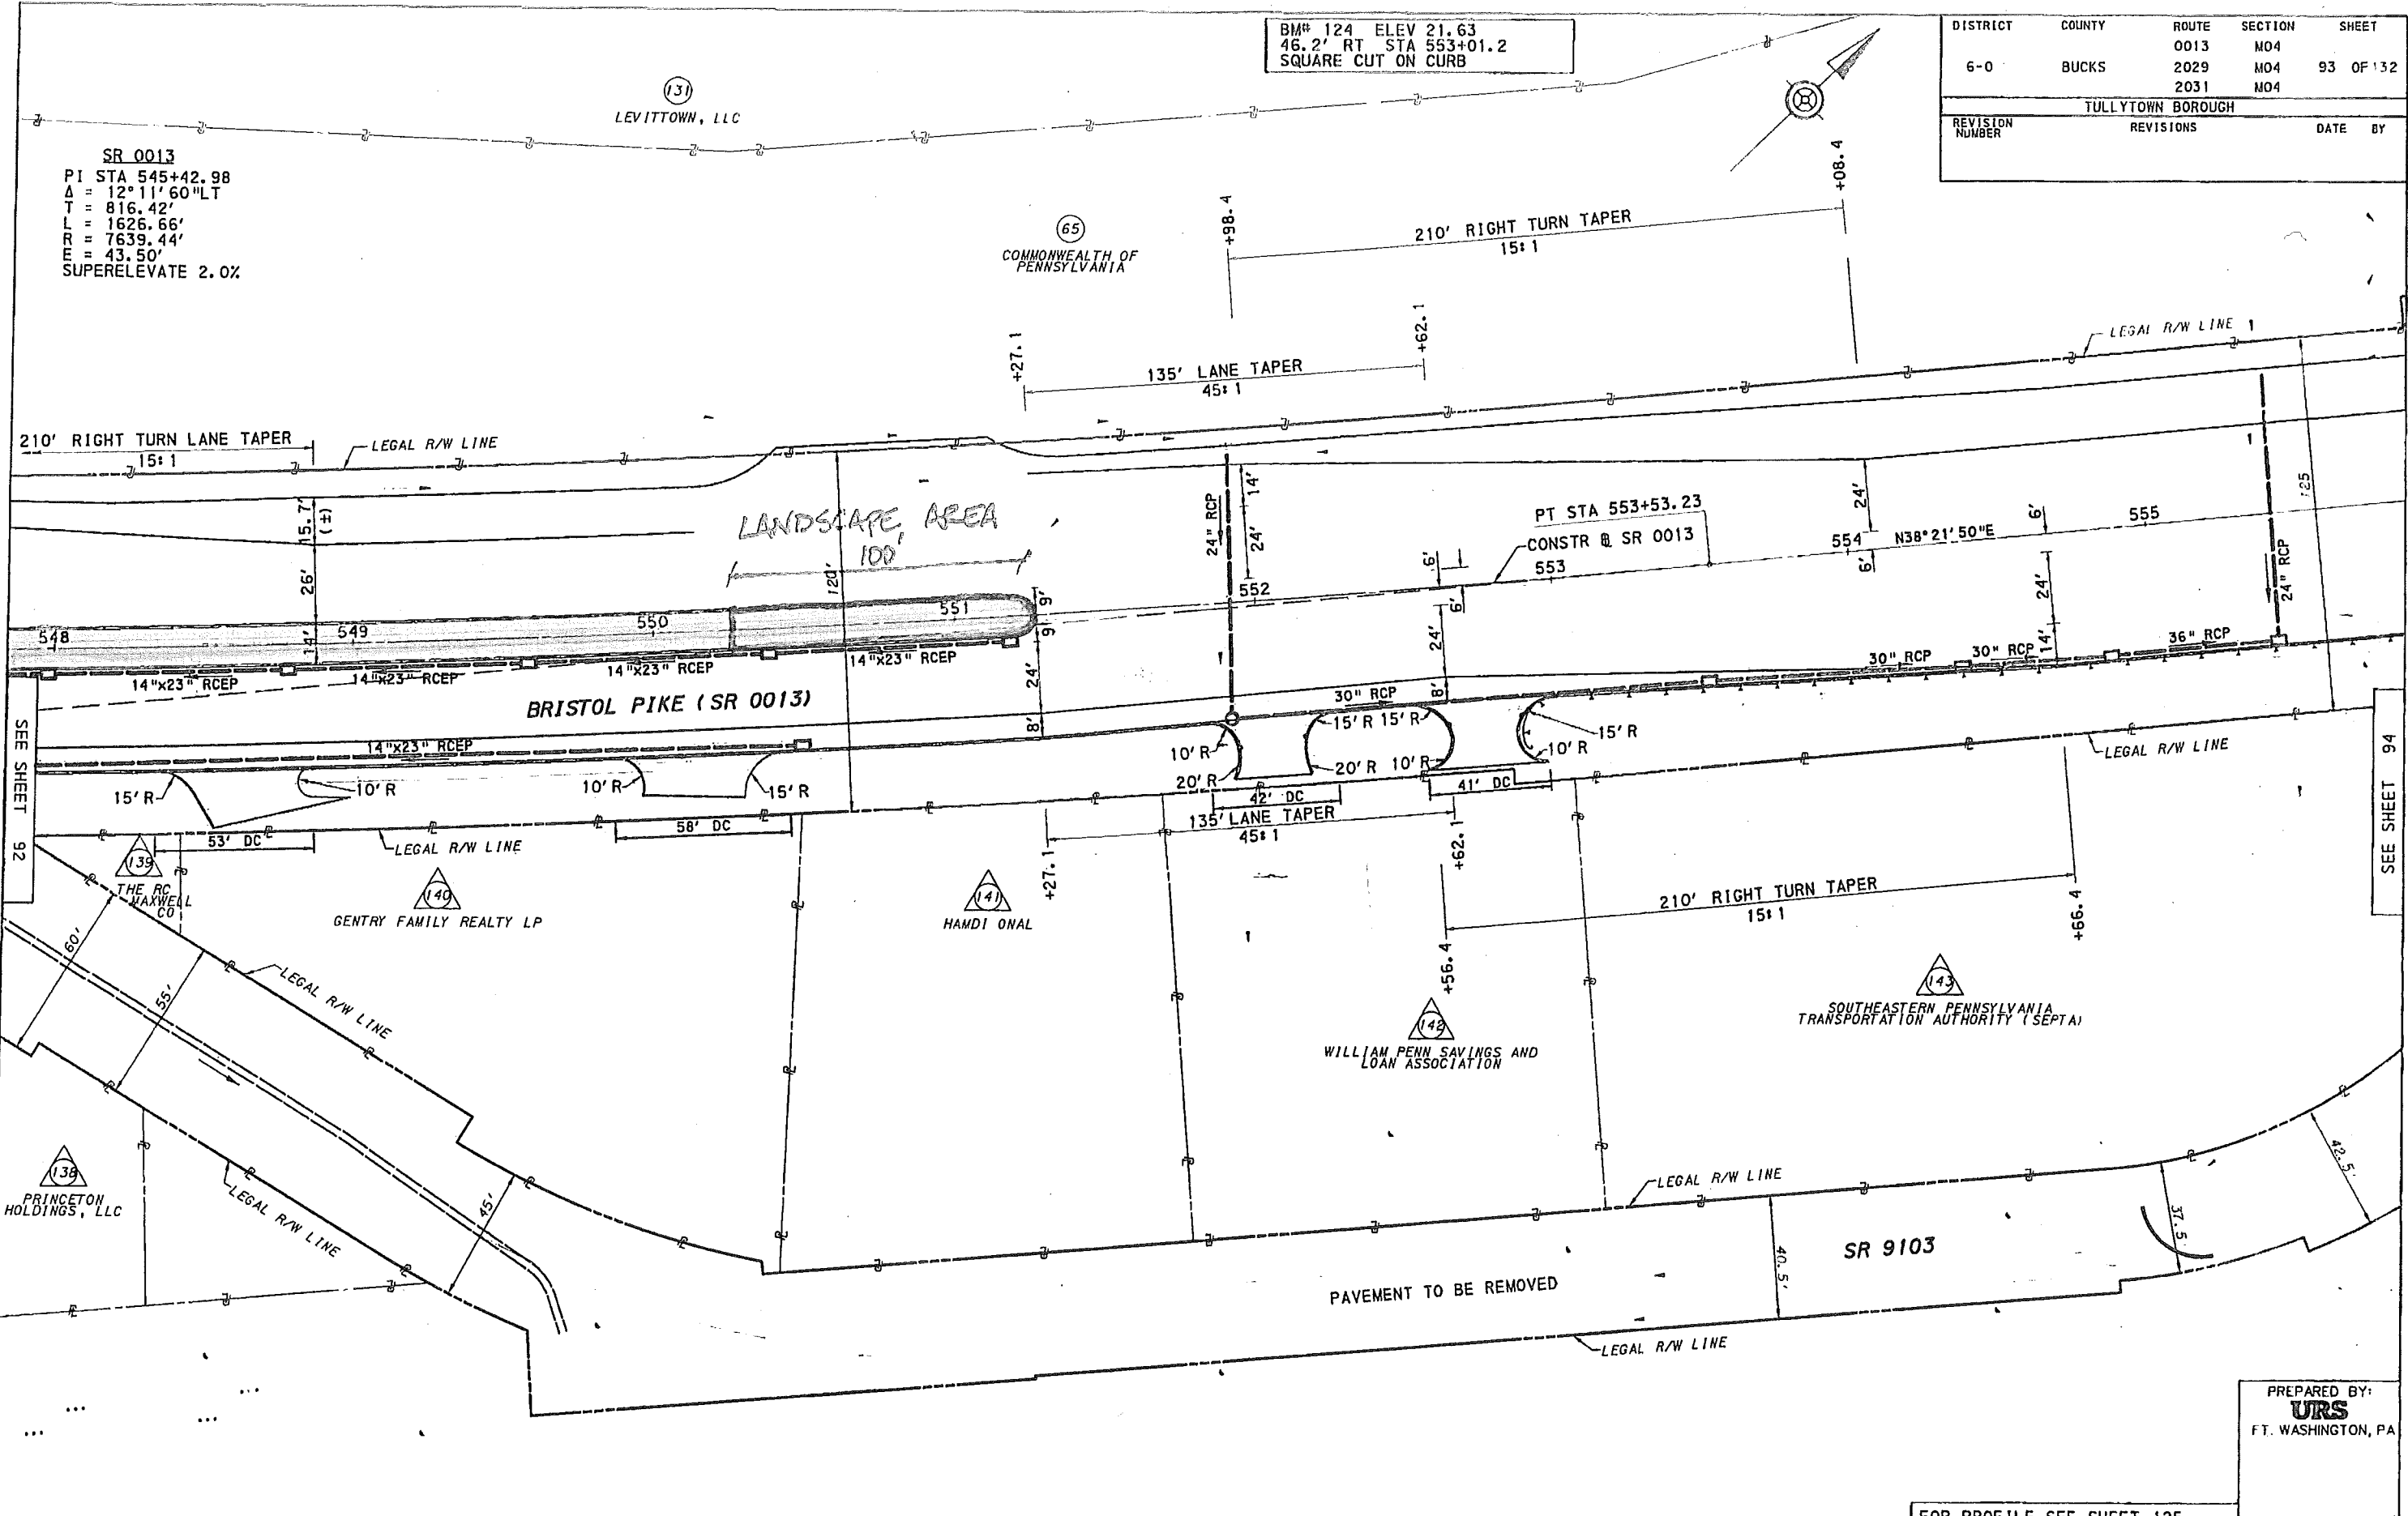 BM# 124 ELEV 21.63
46.2' RT STA 553+01.2
SQUARE CUT ON CURB
DISTRICT COUNTY ROUTE SECTION SHEET
0013 M04
6-0 BUCKS 2029 M04 93 OF 132
2031 M04
TULLYTOWN BOROUGH
REVISION NUMBER REVISIONS DATE BY
131
LEVITTOWN, LLC
SR 0013
PI STA 545+42.98
Δ = 12°11'60"LT
T = 816.42'
L = 1626.66'
R = 7639.44'
E = 43.50'
SUPERELEVATE 2.0%
65
COMMONWEALTH OF
PENNSYLVANIA
+98.4
210' RIGHT TURN TAPER
15:1
+08.4
+27.1
135' LANE TAPER
45:1
+62.1
LEGAL R/W LINE
210' RIGHT TURN LANE TAPER
15:1
LEGAL R/W LINE
15.7'
(±)
26'
14'
LANDSCAPE AREA
100'
120'
24" RCP
14'
24'
PT STA 553+53.23
CONSTR ℄ SR 0013
24'
6'
N38°21'50"E
6'
125
24" RCP
548
549
550
551
552
553
554
555
9'
9'
24'
8'
6'
6'
24'
8'
24'
14'
14"x23" RCEP
14"x23" RCEP
14"x23" RCEP
14"x23" RCEP
BRISTOL PIKE (SR 0013)
30" RCP
30" RCP
30" RCP
36" RCP
14"x23" RCEP
15' R
10' R
10' R
15' R
10' R
20' R
15' R
15' R
20' R
10' R
15' R
10' R
LEGAL R/W LINE
53' DC
LEGAL R/W LINE
58' DC
42' DC
41' DC
135' LANE TAPER
45:1
+27.1
+62.1
SEE SHEET 92
SEE SHEET 94
139
THE RC
MAXWELL
CO
140
GENTRY FAMILY REALTY LP
141
HAMDI ONAL
210' RIGHT TURN TAPER
15:1
+56.4
+66.4
142
WILLIAM PENN SAVINGS AND
LOAN ASSOCIATION
143
SOUTHEASTERN PENNSYLVANIA
TRANSPORTATION AUTHORITY (SEPTA)
60'
55'
LEGAL R/W LINE
138
PRINCETON
HOLDINGS, LLC
LEGAL R/W LINE
45'
LEGAL R/W LINE
42.5'
37.5'
40.5'
SR 9103
PAVEMENT TO BE REMOVED
LEGAL R/W LINE
PREPARED BY:
URS
FT. WASHINGTON, PA
FOR PROFILE SEE SHEET 125